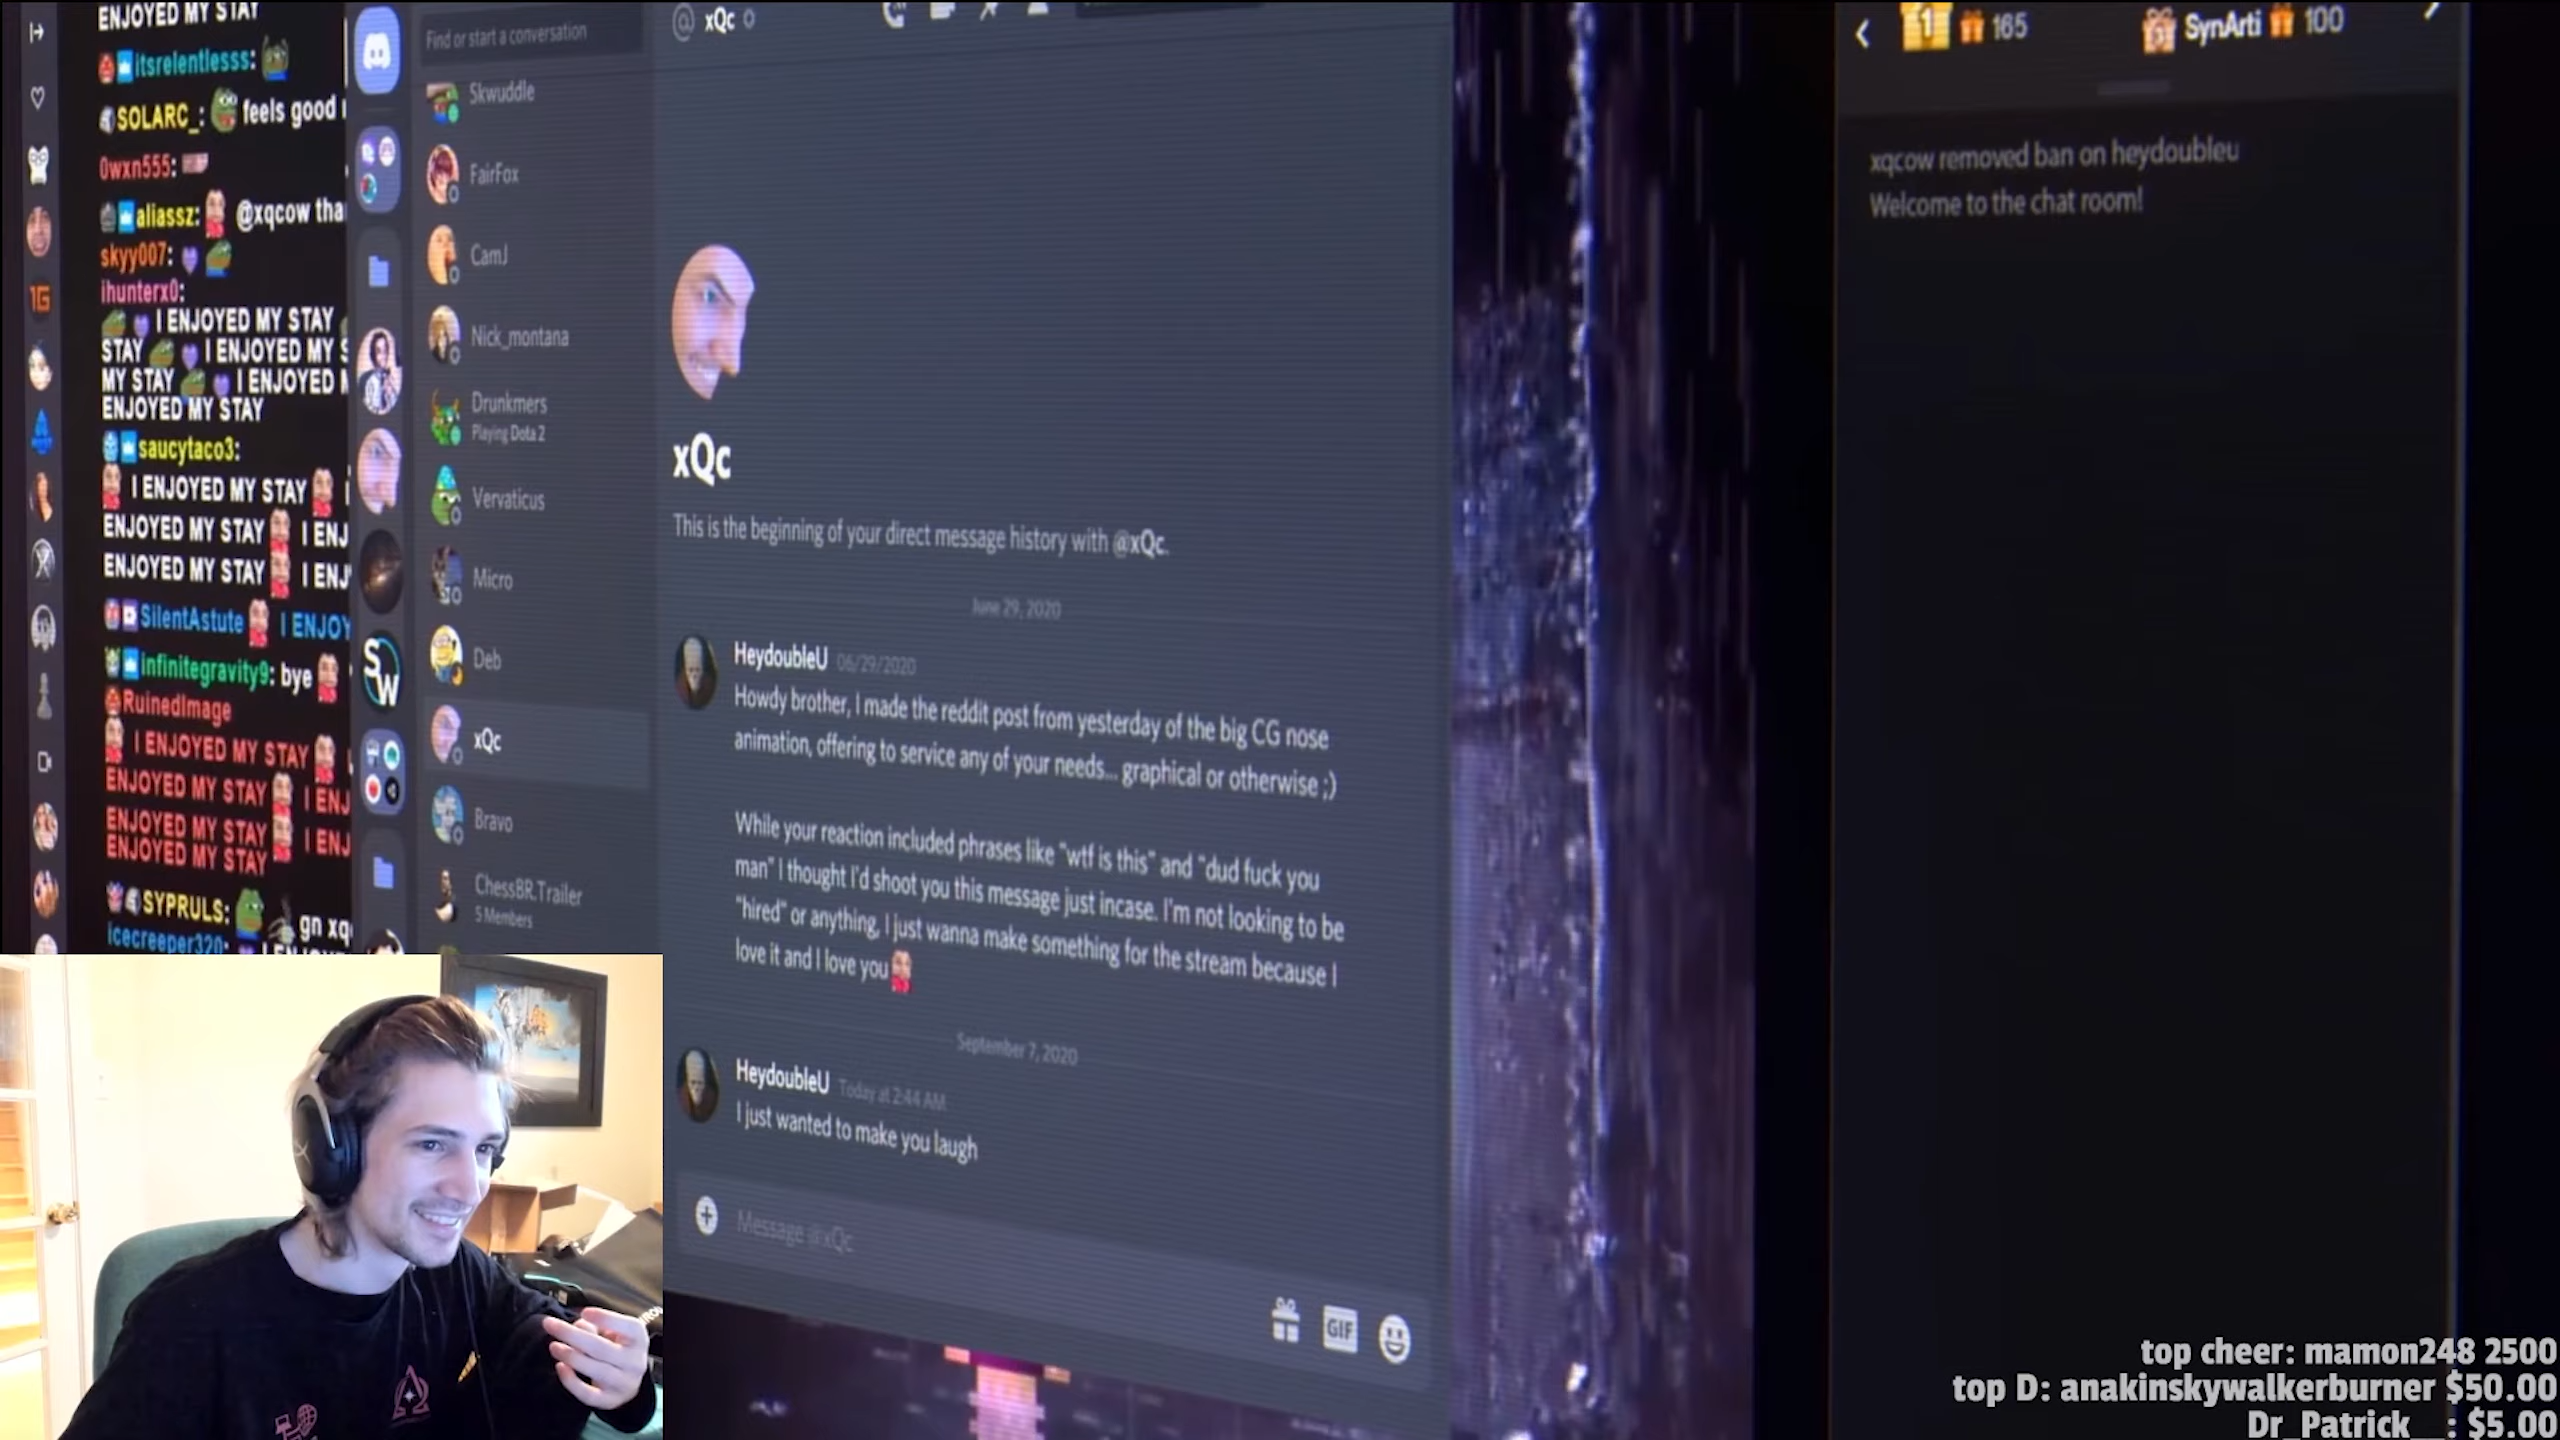 ENJOYED MY STAY
itsrelentlesss:
SOLARC_: feels good
0wxn555:
aliassz: @xqcow tha
skyy007:
ihunterx0:
I ENJOYED MY STAY
STAY I ENJOYED MY S
MY STAY I ENJOYED M
ENJOYED MY STAY
saucytaco3:
I ENJOYED MY STAY I
ENJOYED MY STAY I ENJ
ENJOYED MY STAY I ENJ
SilentAstute I ENJOY
infinitegravity9: bye
RuinedImage
I ENJOYED MY STAY
ENJOYED MY STAY I ENJ
ENJOYED MY STAY I ENJ
ENJOYED MY STAY
SYPRULS: gn xq
icecreeper320:
1G
SW
Find or start a conversation
Skwuddle
FairFox
CamJ
Nick_montana
Drunkmers
Playing Dota 2
Vervaticus
Micro
Deb
xQc
Bravo
ChessBR.Trailer
5 Members
@ xQc
xQc
This is the beginning of your direct message history with @xQc.
June 29, 2020
HeydoubleU 06/29/2020
Howdy brother, I made the reddit post from yesterday of the big CG nose
animation, offering to service any of your needs... graphical or otherwise ;)
While your reaction included phrases like "wtf is this" and "dud fuck you
man" I thought I'd shoot you this message just incase. I'm not looking to be
"hired" or anything, I just wanna make something for the stream because I
love it and I love you
September 7, 2020
HeydoubleU Today at 2:44 AM
I just wanted to make you laugh
Message @xQc
GIF
1 165 SynArti 100
xqcow removed ban on heydoubleu
Welcome to the chat room!
top cheer: mamon248 2500
top D: anakinskywalkerburner $50.00
Dr_Patrick__: $5.00